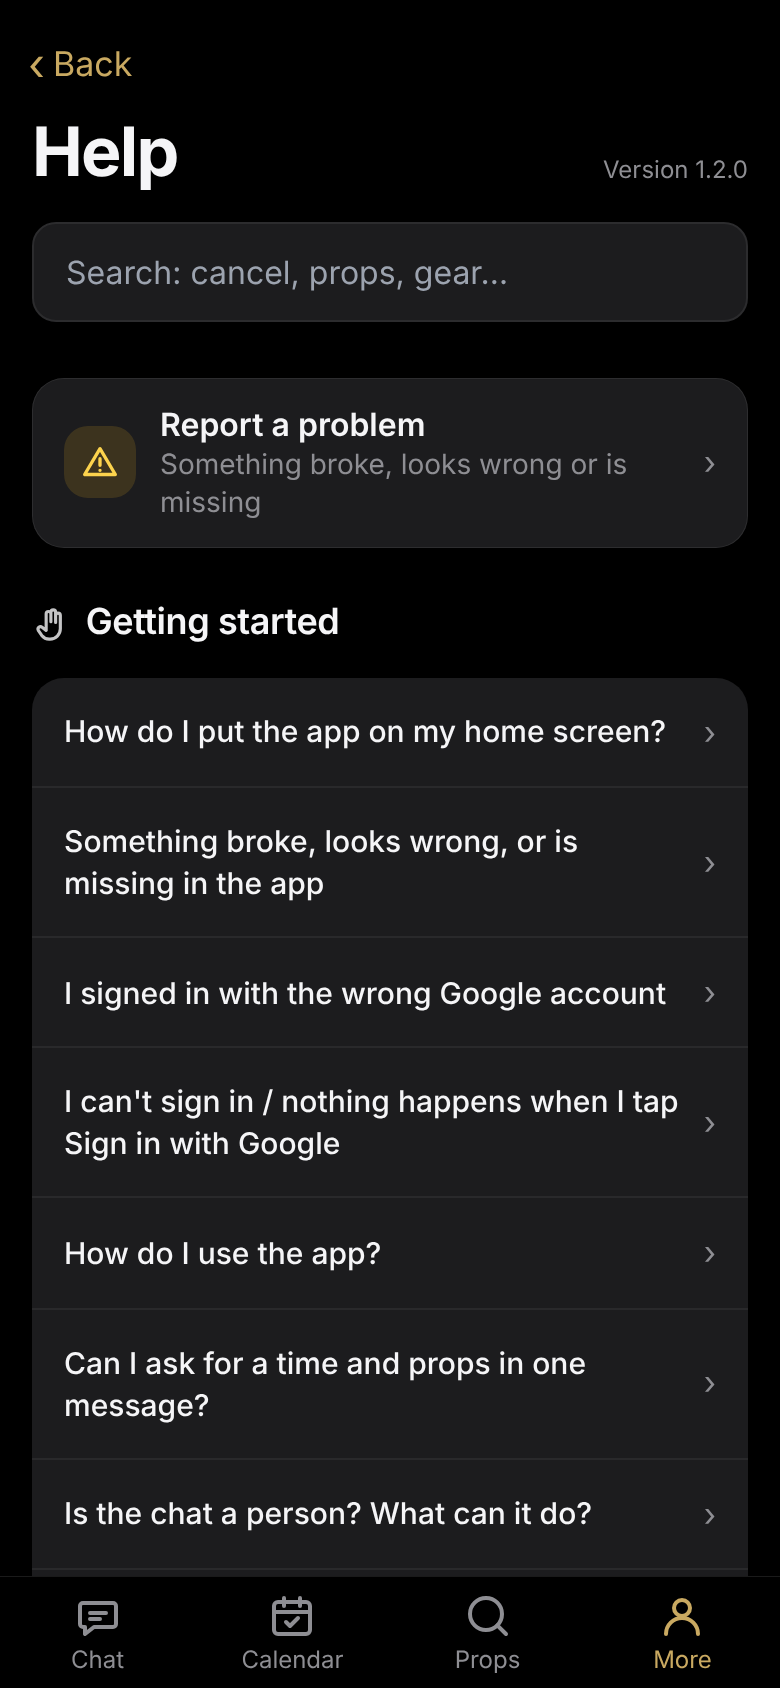 ‹ Back
Help
Version 1.2.0
Search: cancel, props, gear...
Report a problem
Something broke, looks wrong or is
missing
Getting started
How do I put the app on my home screen?
Something broke, looks wrong, or is
missing in the app
I signed in with the wrong Google account
I can't sign in / nothing happens when I tap
Sign in with Google
How do I use the app?
Can I ask for a time and props in one
message?
Is the chat a person? What can it do?
Chat
Calendar
Props
More